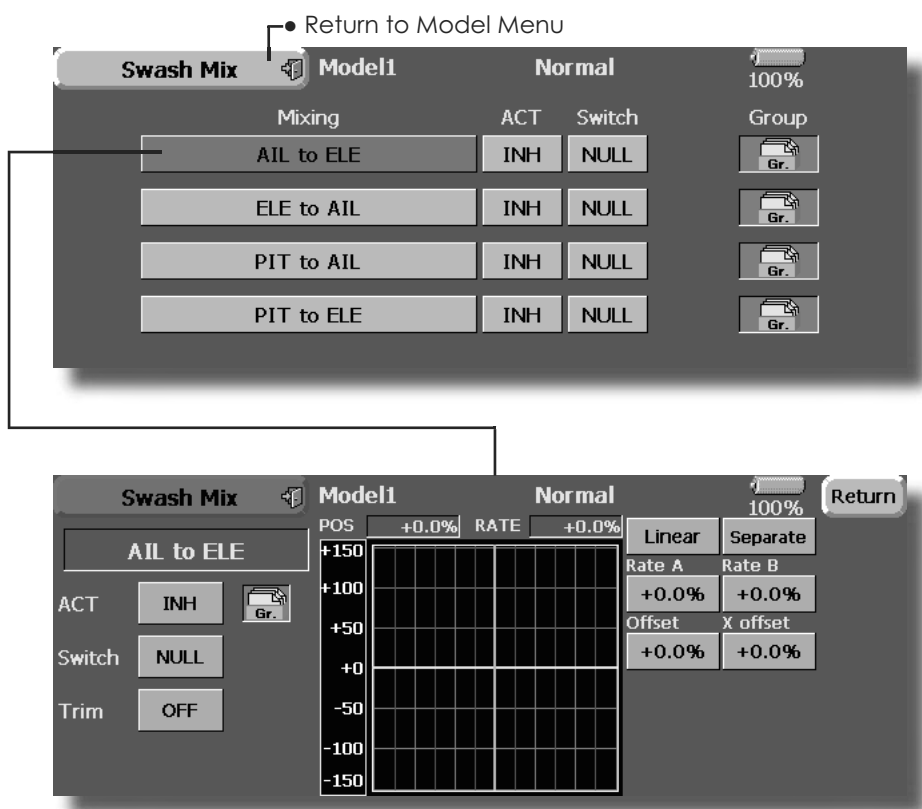 Return to Model Menu
Swash Mix Model1 Normal 100%
Mixing ACT Switch Group
AIL to ELE INH NULL Gr.
ELE to AIL INH NULL Gr.
PIT to AIL INH NULL Gr.
PIT to ELE INH NULL Gr.
Swash Mix Model1 Normal 100% Return
AIL to ELE
ACT INH Gr.
Switch NULL
Trim OFF
POS +0.0% RATE +0.0%
+150
+100
+50
+0
-50
-100
-150
Linear Separate
Rate A Rate B
+0.0% +0.0%
Offset X offset
+0.0% +0.0%